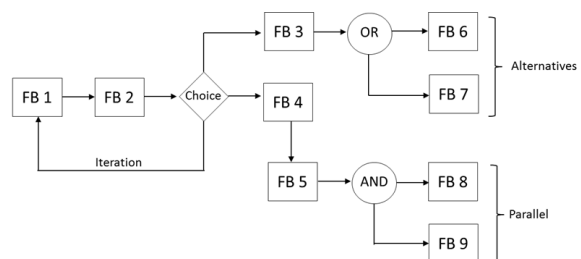 FB 3
OR
FB 6
Alternatives
FB 7
FB 1
FB 2
Choice
FB 4
Iteration
FB 5
AND
FB 8
Parallel
FB 9